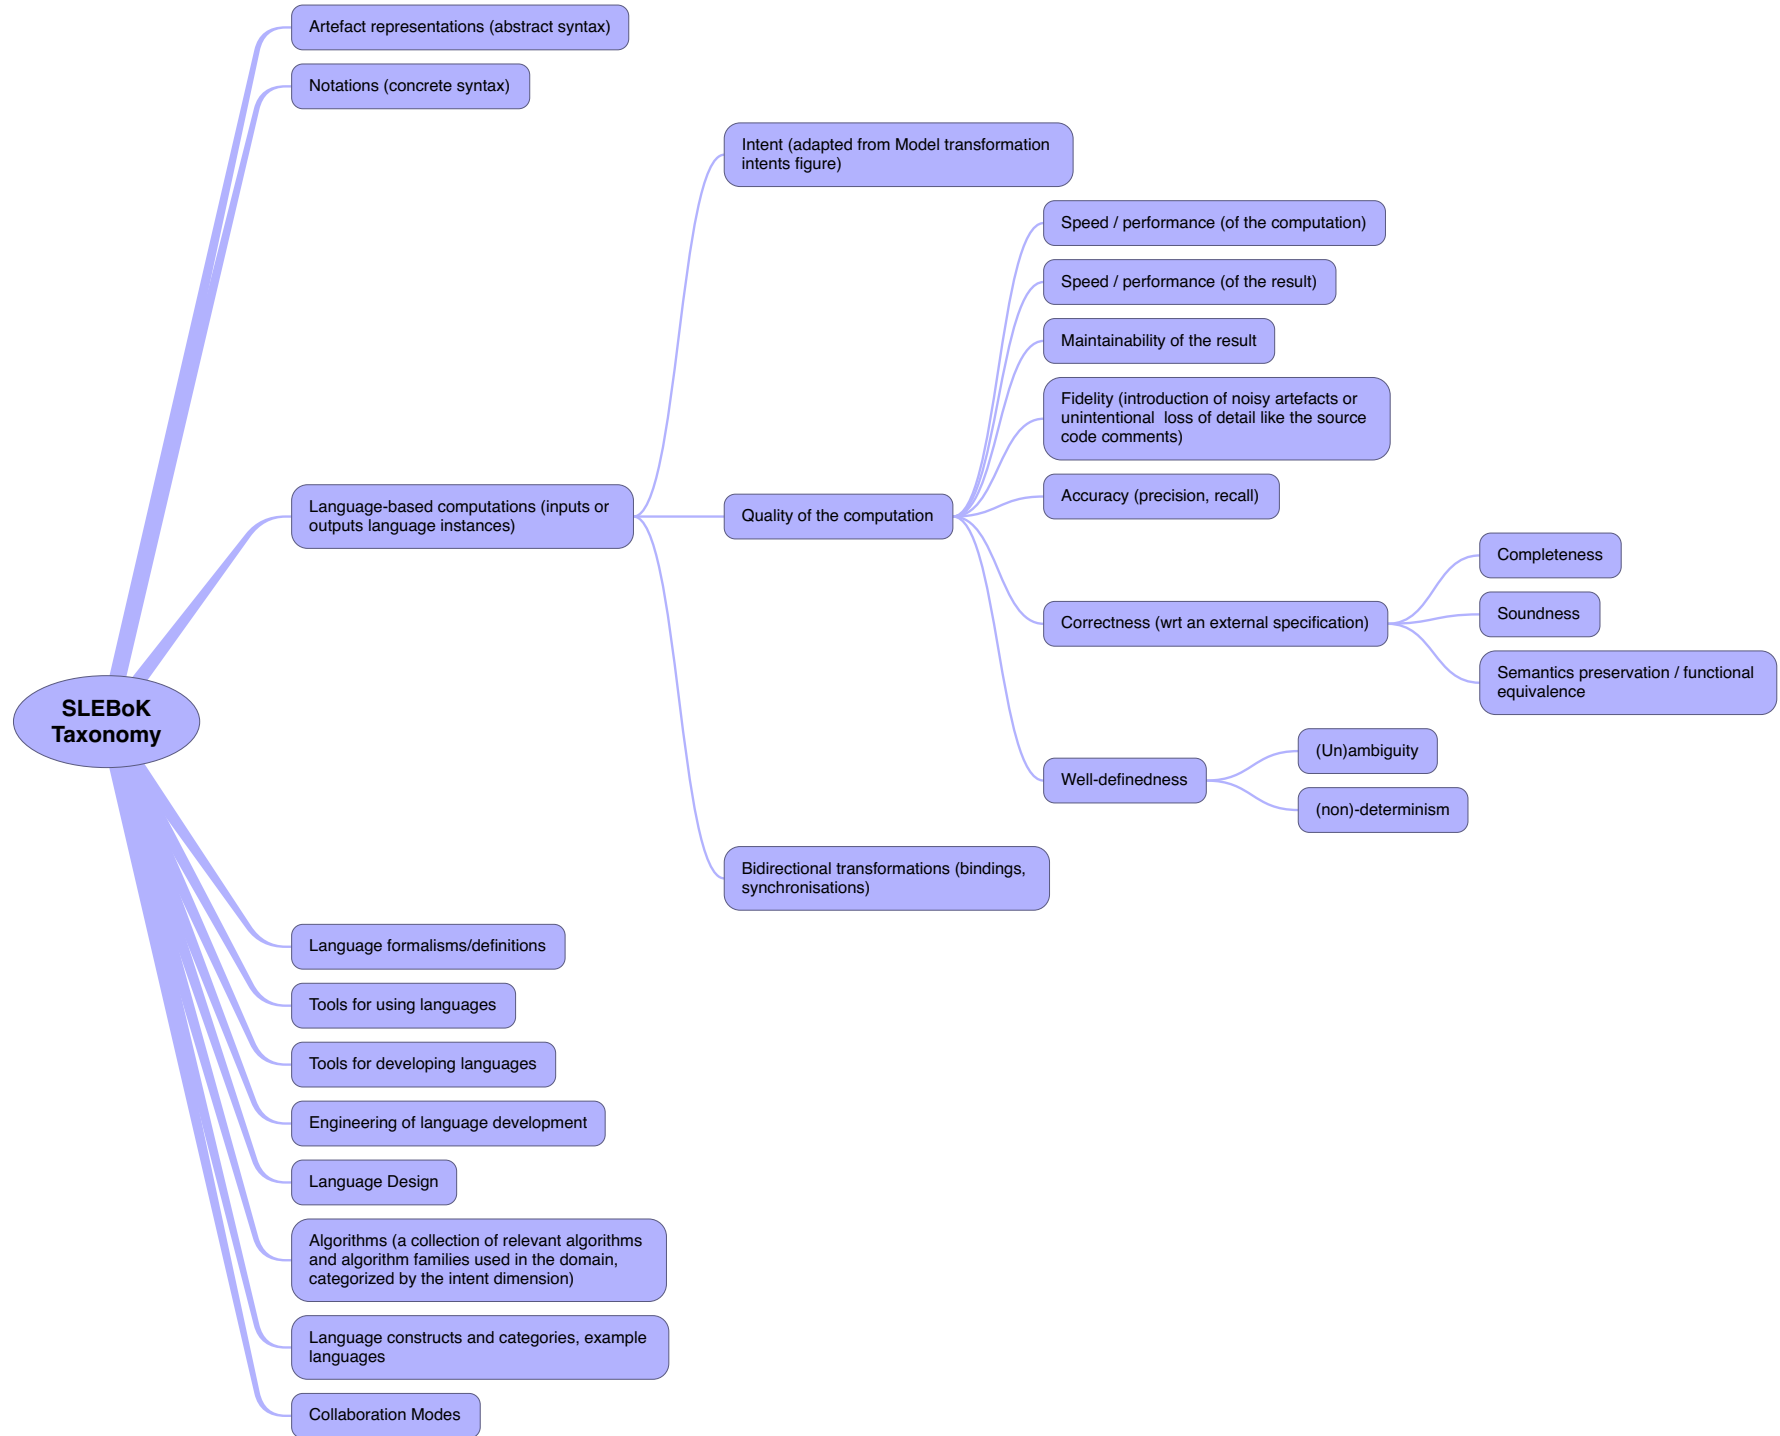 Artefact representations (abstract syntax)
Notations (concrete syntax)
Intent (adapted from Model transformation
intents figure)
Speed / performance (of the computation)
Speed / performance (of the result)
Maintainability of the result
Fidelity (introduction of noisy artefacts or
unintentional  loss of detail like the source
code comments)
Accuracy (precision, recall)
Language-based computations (inputs or
outputs language instances)
Quality of the computation
Completeness
Soundness
Correctness (wrt an external specification)
Semantics preservation / functional
equivalence
SLEBoK
Taxonomy
(Un)ambiguity
Well-definedness
(non)-determinism
Bidirectional transformations (bindings,
synchronisations)
Language formalisms/definitions
Tools for using languages
Tools for developing languages
Engineering of language development
Language Design
Algorithms (a collection of relevant algorithms
and algorithm families used in the domain,
categorized by the intent dimension)
Language constructs and categories, example
languages
Collaboration Modes